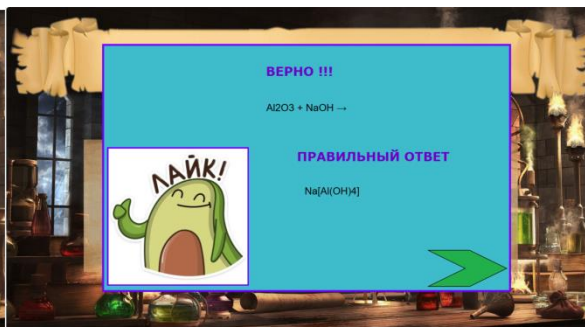 ВЕРНО !!!
Al2O3 + NaOH →
ПРАВИЛЬНЫЙ ОТВЕТ
ЛАЙК!
Na[Al(OH)4]